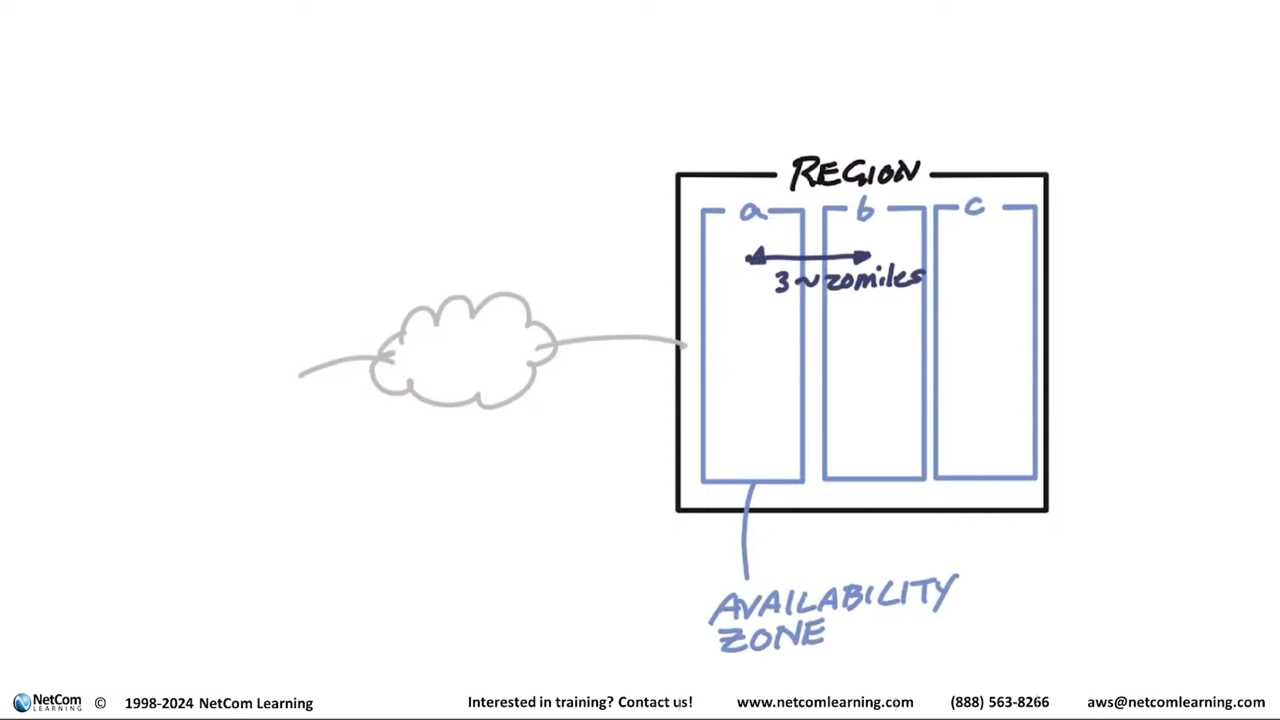 REGION
a b c
3~20miles
AVAILABILITY
ZONE
NetCom
LEARNING
© 1998-2024 NetCom Learning
Interested in training? Contact us!
www.netcomlearning.com
(888) 563-8266
aws@netcomlearning.com